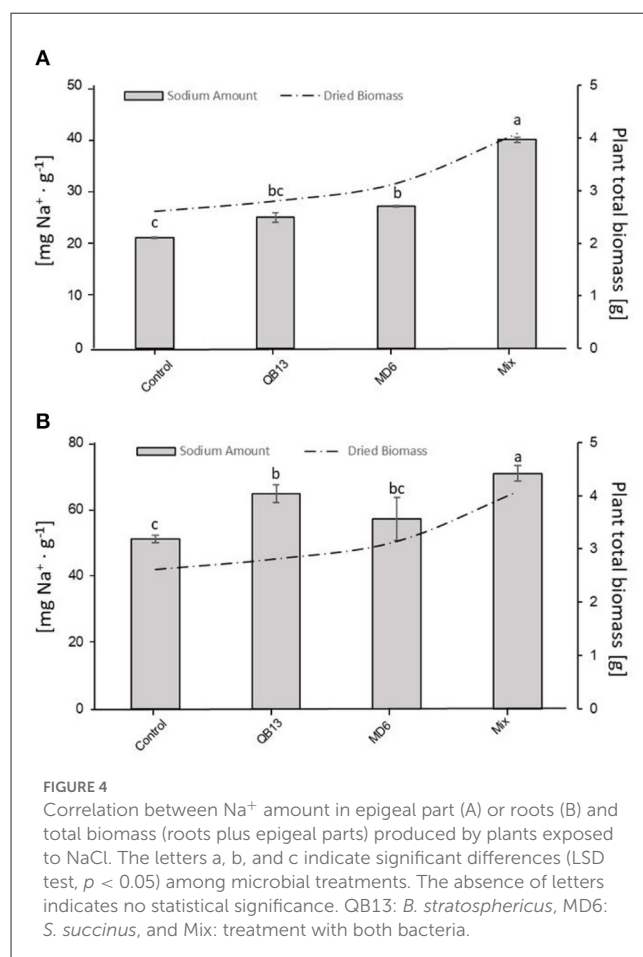 A
Sodium Amount
Dried Biomass
[mg Na⁺ · g⁻¹]
50
40
30
20
10
0
c
bc
b
a
5
4
3
2
1
0
Plant total biomass [g]
Control
QB13
MD6
Mix
B
Sodium Amount
Dried Biomass
[mg Na⁺ · g⁻¹]
80
60
40
20
0
c
b
bc
a
5
4
3
2
1
0
Plant total biomass [g]
Control
QB13
MD6
Mix
FIGURE 4
Correlation between Na⁺ amount in epigeal part (A) or roots (B) and
total biomass (roots plus epigeal parts) produced by plants exposed
to NaCl. The letters a, b, and c indicate significant differences (LSD
test, p < 0.05) among microbial treatments. The absence of letters
indicates no statistical significance. QB13: B. stratosphericus, MD6:
S. succinus, and Mix: treatment with both bacteria.